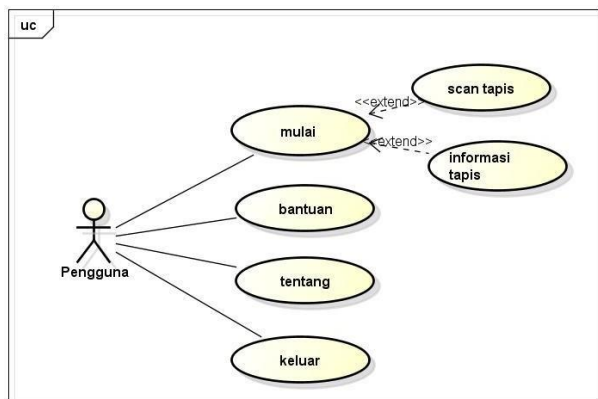 uc
scan tapis
<<extend>>
mulai
<<extend>>
informasi
tapis
bantuan
Pengguna
tentang
keluar